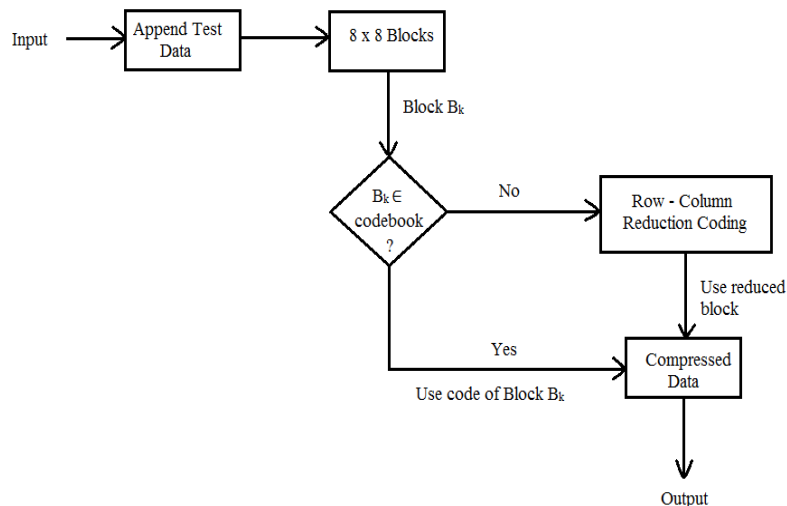 Input
Append Test
Data
8 x 8 Blocks
Block Bₖ
Bₖ ∈
codebook
?
No
Row - Column
Reduction Coding
Use reduced
block
Yes
Use code of Block Bₖ
Compressed
Data
Output